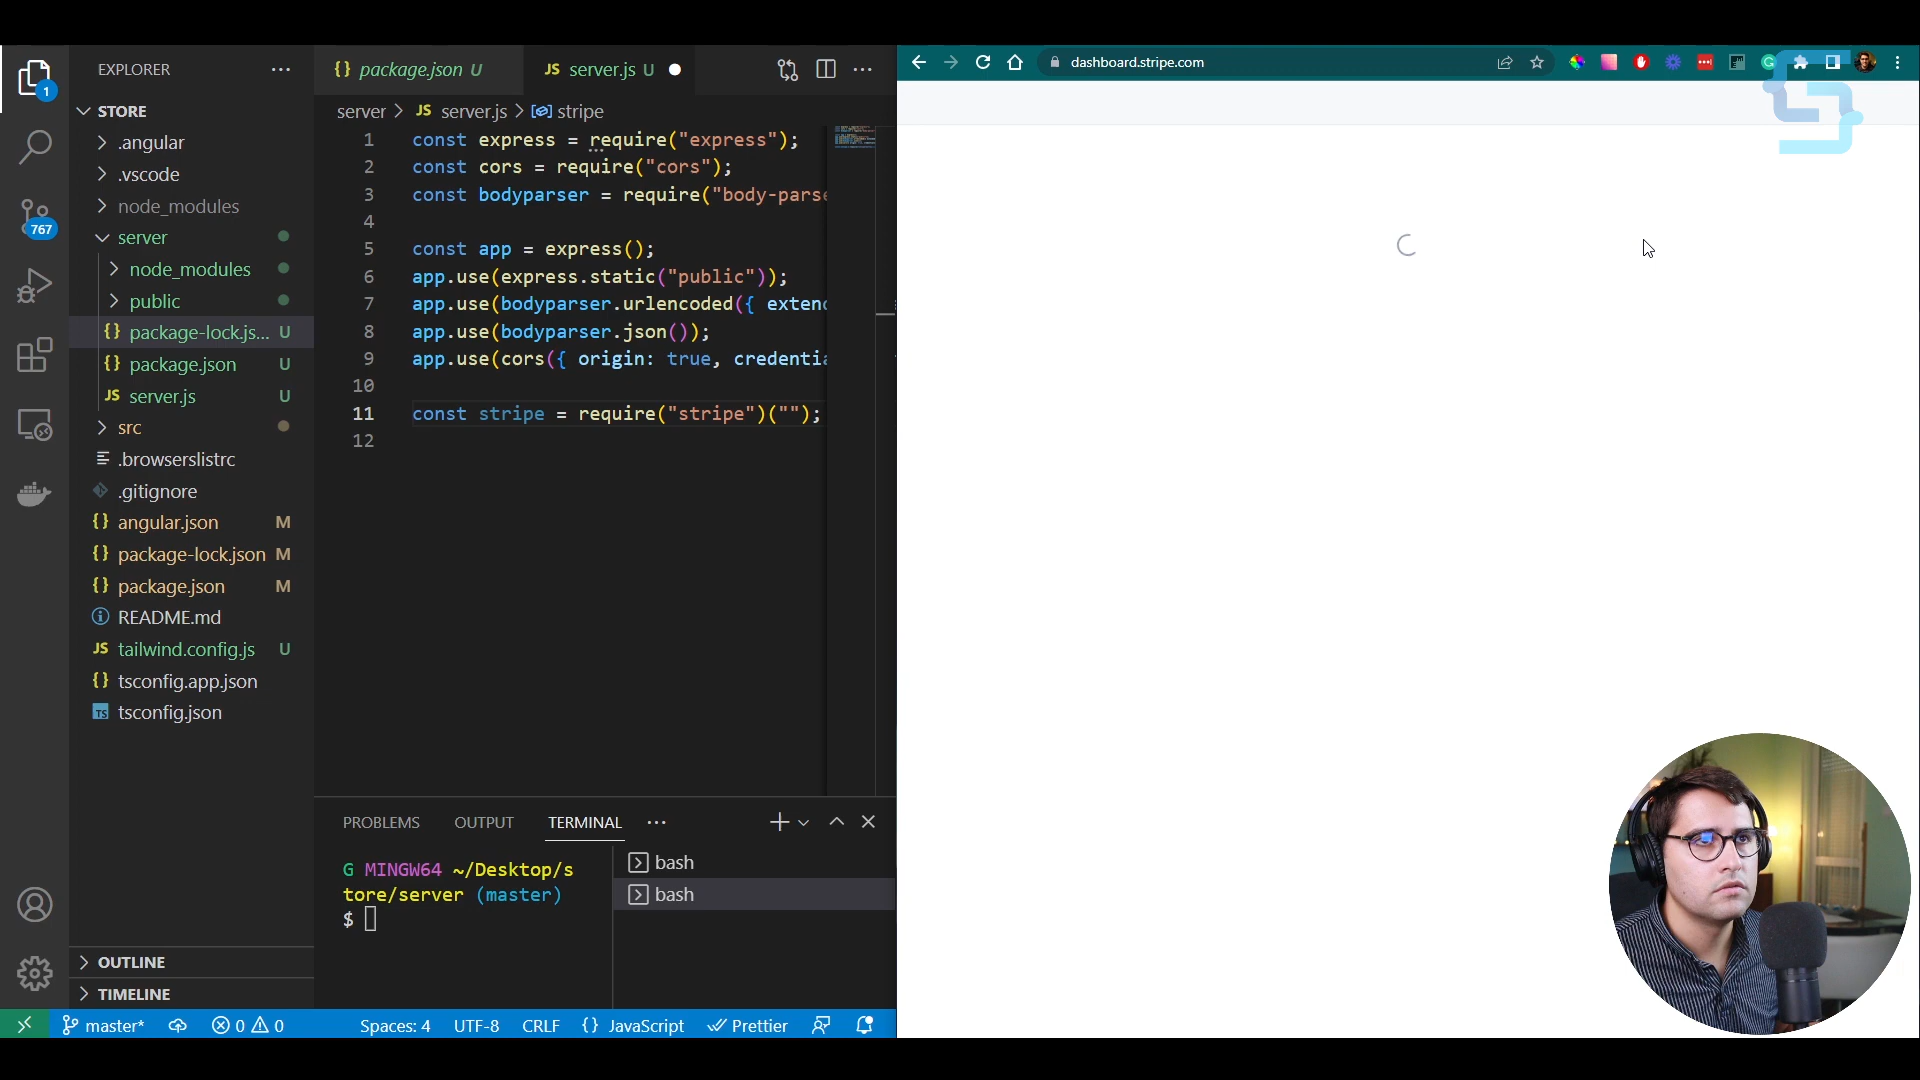 EXPLORER
STORE
.angular
.vscode
node_modules
server
node_modules
public
package-lock.js... U
package.json U
server.js U
src
.browserslistrc
.gitignore
angular.json M
package-lock.json M
package.json M
README.md
tailwind.config.js U
tsconfig.app.json
tsconfig.json
OUTLINE
TIMELINE
1
767
package.json U
JS server.js U
server > JS server.js > stripe
1 const express = require("express");
2 const cors = require("cors");
3 const bodyparser = require("body-parse
4
5 const app = express();
6 app.use(express.static("public"));
7 app.use(bodyparser.urlencoded({ extend
8 app.use(bodyparser.json());
9 app.use(cors({ origin: true, credentia
10
11 const stripe = require("stripe")("");
12
PROBLEMS OUTPUT TERMINAL
G MINGW64 ~/Desktop/s
tore/server (master)
$
bash
bash
master* 0 0 Spaces: 4 UTF-8 CRLF {} JavaScript Prettier
dashboard.stripe.com